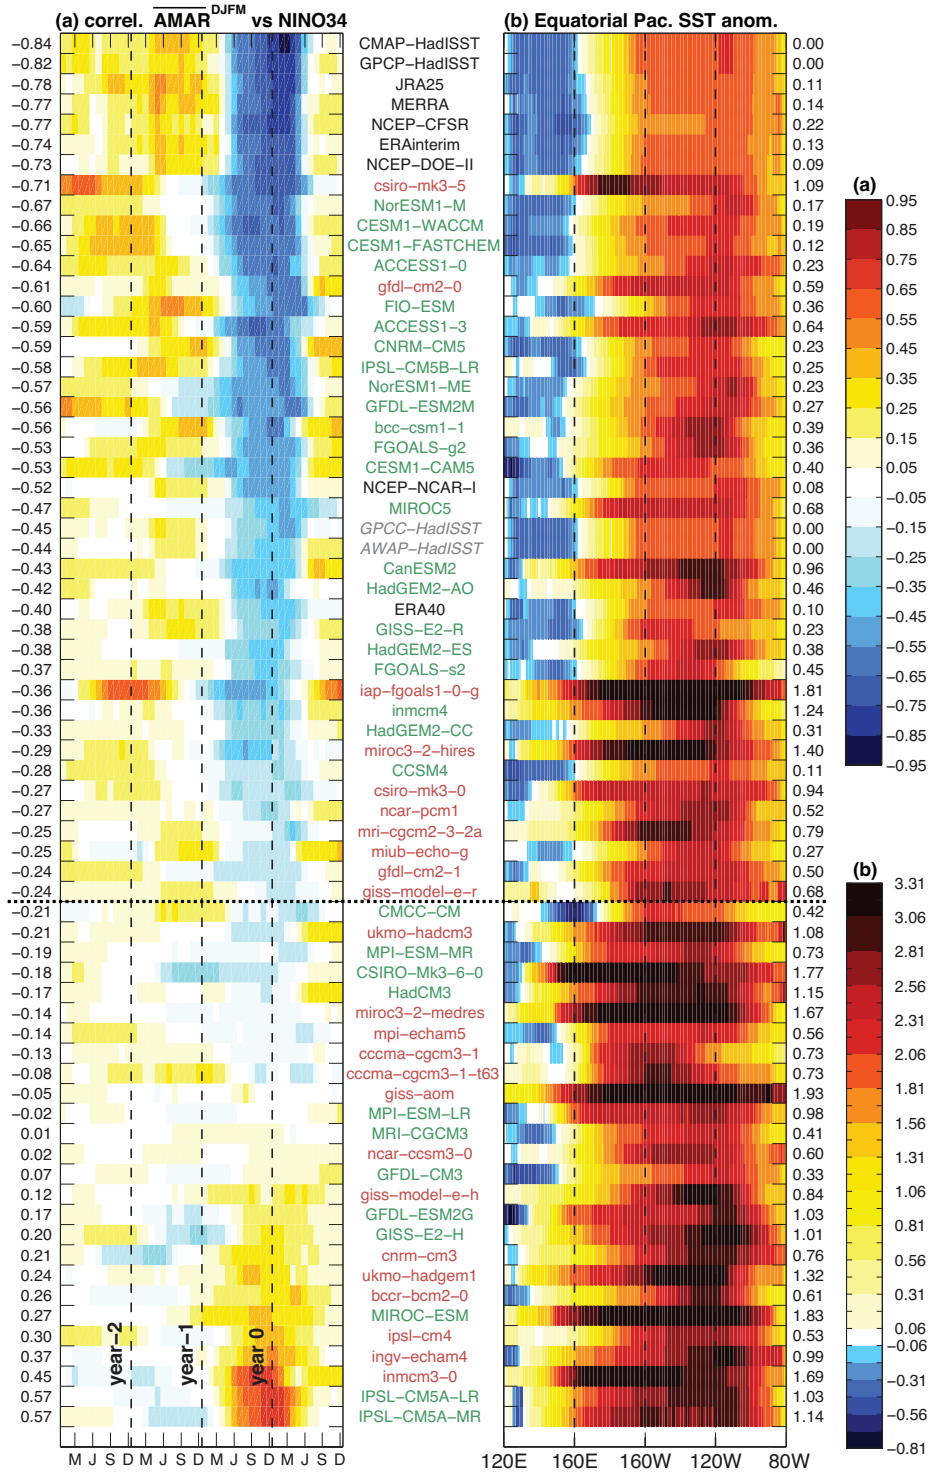 (a) correl. AMAR DJFM vs NINO34 (b) Equatorial Pac. SST anom.
−0.84 CMAP−HadISST 0.00
−0.82 GPCP−HadISST 0.00
−0.78 JRA25 0.11
−0.77 MERRA 0.14
−0.77 NCEP−CFSR 0.22
−0.74 ERAinterim 0.13
−0.73 NCEP−DOE−II 0.09
−0.71 csiro−mk3−5 1.09
−0.67 NorESM1−M 0.17
−0.66 CESM1−WACCM 0.19
−0.65 CESM1−FASTCHEM 0.12
−0.64 ACCESS1−0 0.23
−0.61 gfdl−cm2−0 0.59
−0.60 FIO−ESM 0.36
−0.59 ACCESS1−3 0.64
−0.59 CNRM−CM5 0.23
−0.58 IPSL−CM5B−LR 0.25
−0.57 NorESM1−ME 0.23
−0.56 GFDL−ESM2M 0.27
−0.56 bcc−csm1−1 0.39
−0.53 FGOALS−g2 0.36
−0.53 CESM1−CAM5 0.40
−0.52 NCEP−NCAR−I 0.08
−0.47 MIROC5 0.68
−0.45 GPCC−HadISST 0.00
−0.44 AWAP−HadISST 0.00
−0.43 CanESM2 0.96
−0.42 HadGEM2−AO 0.46
−0.40 ERA40 0.10
−0.38 GISS−E2−R 0.23
−0.38 HadGEM2−ES 0.38
−0.37 FGOALS−s2 0.45
−0.36 iap−fgoals1−0−g 1.81
−0.36 inmcm4 1.24
−0.33 HadGEM2−CC 0.31
−0.29 miroc3−2−hires 1.40
−0.28 CCSM4 0.11
−0.27 csiro−mk3−0 0.94
−0.27 ncar−pcm1 0.52
−0.25 mri−cgcm2−3−2a 0.79
−0.25 miub−echo−g 0.27
−0.24 gfdl−cm2−1 0.50
−0.24 giss−model−e−r 0.68
−0.21 CMCC−CM 0.42
−0.21 ukmo−hadcm3 1.08
−0.19 MPI−ESM−MR 0.73
−0.18 CSIRO−Mk3−6−0 1.77
−0.17 HadCM3 1.15
−0.14 miroc3−2−medres 1.67
−0.14 mpi−echam5 0.56
−0.13 cccma−cgcm3−1 0.73
−0.08 cccma−cgcm3−1−t63 0.73
−0.05 giss−aom 1.93
−0.02 MPI−ESM−LR 0.98
0.01 MRI−CGCM3 0.41
0.02 ncar−ccsm3−0 0.60
0.07 GFDL−CM3 0.33
0.12 giss−model−e−h 0.84
0.17 GFDL−ESM2G 1.03
0.20 GISS−E2−H 1.01
0.21 cnrm−cm3 0.76
0.24 ukmo−hadgem1 1.32
0.26 bccr−bcm2−0 0.61
0.27 MIROC−ESM 1.83
0.30 ipsl−cm4 0.53
0.37 ingv−echam4 0.99
0.45 inmcm3−0 1.69
0.57 IPSL−CM5A−LR 1.03
0.57 IPSL−CM5A−MR 1.14
year−2 year−1 year 0
M J S D M J S D M J S D
120E 160E 160W 120W 80W
(a)
0.95
0.85
0.75
0.65
0.55
0.45
0.35
0.25
0.15
0.05
−0.05
−0.15
−0.25
−0.35
−0.45
−0.55
−0.65
−0.75
−0.85
−0.95
(b)
3.31
3.06
2.81
2.56
2.31
2.06
1.81
1.56
1.31
1.06
0.81
0.56
0.31
0.06
−0.06
−0.31
−0.56
−0.81